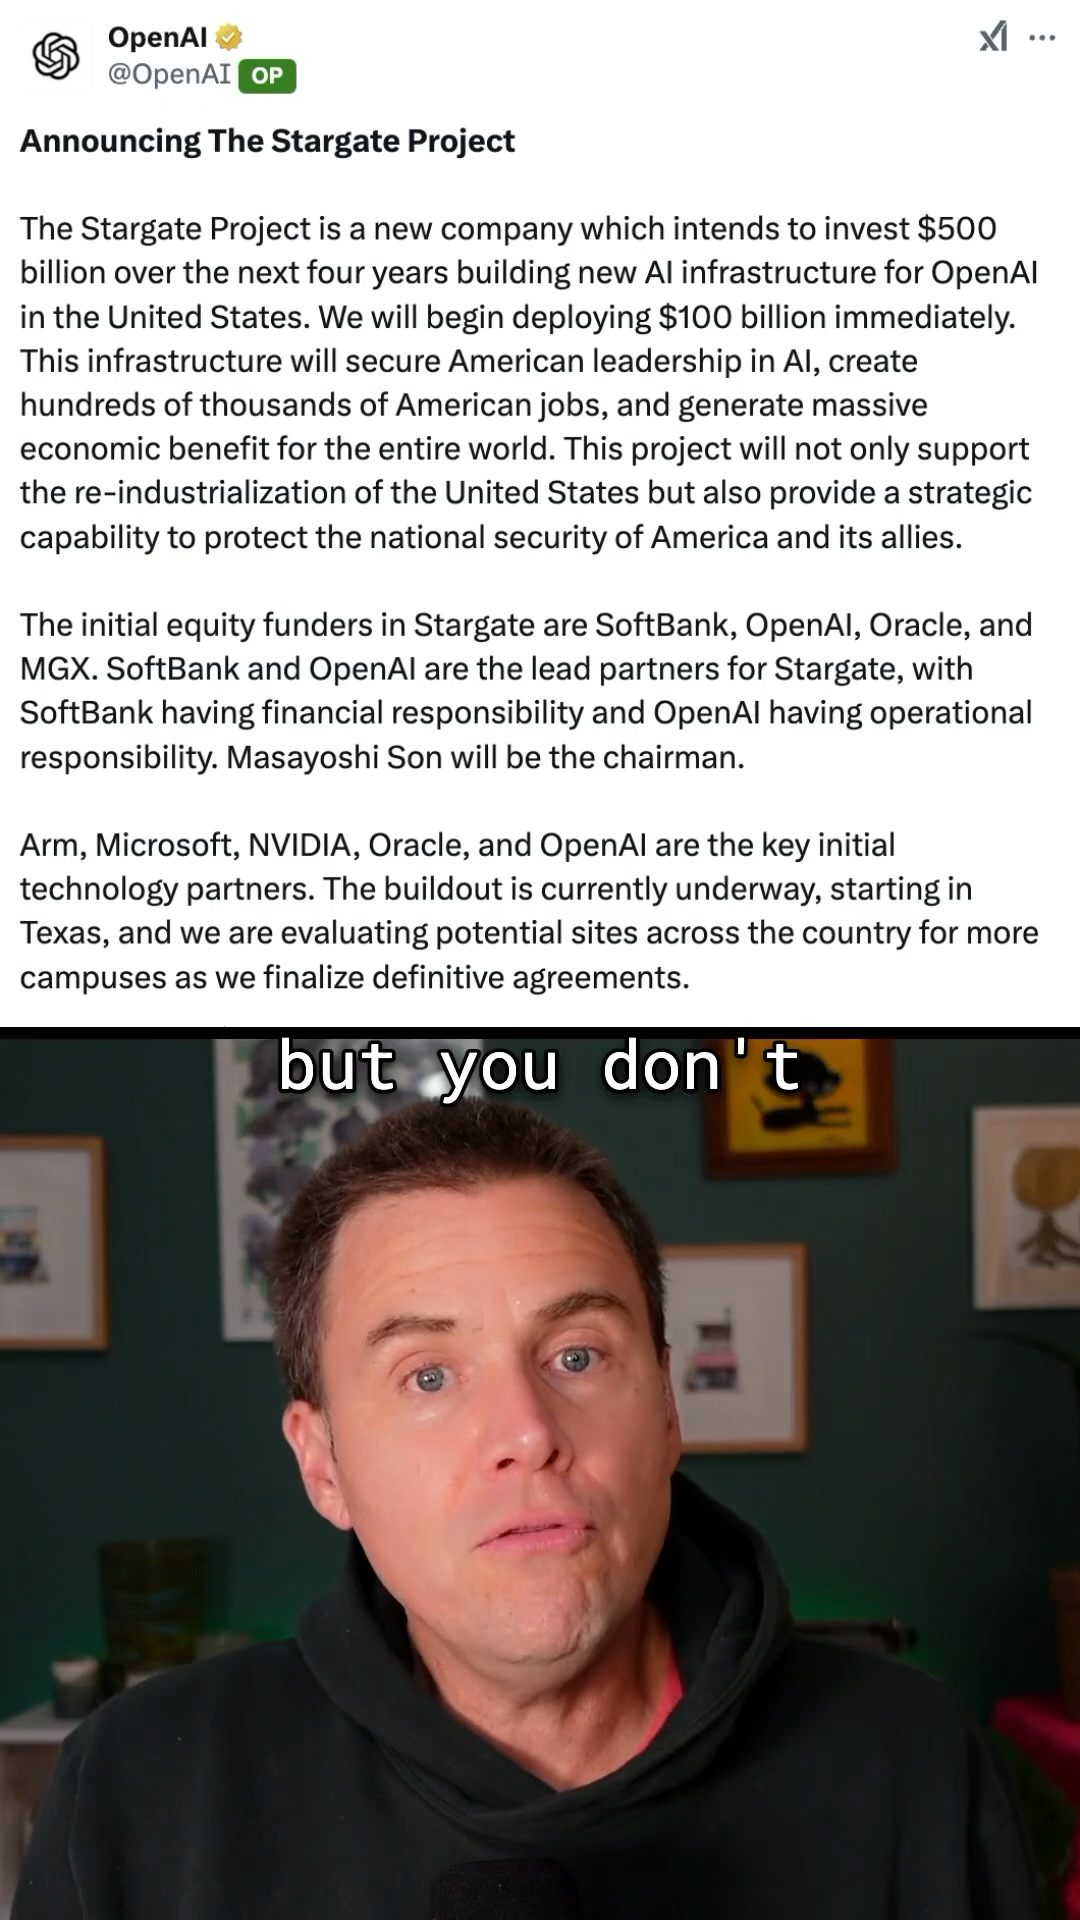 OpenAI
@OpenAI OP
Announcing The Stargate Project
The Stargate Project is a new company which intends to invest $500
billion over the next four years building new AI infrastructure for OpenAI
in the United States. We will begin deploying $100 billion immediately.
This infrastructure will secure American leadership in AI, create
hundreds of thousands of American jobs, and generate massive
economic benefit for the entire world. This project will not only support
the re-industrialization of the United States but also provide a strategic
capability to protect the national security of America and its allies.
The initial equity funders in Stargate are SoftBank, OpenAI, Oracle, and
MGX. SoftBank and OpenAI are the lead partners for Stargate, with
SoftBank having financial responsibility and OpenAI having operational
responsibility. Masayoshi Son will be the chairman.
Arm, Microsoft, NVIDIA, Oracle, and OpenAI are the key initial
technology partners. The buildout is currently underway, starting in
Texas, and we are evaluating potential sites across the country for more
campuses as we finalize definitive agreements.
but you don't